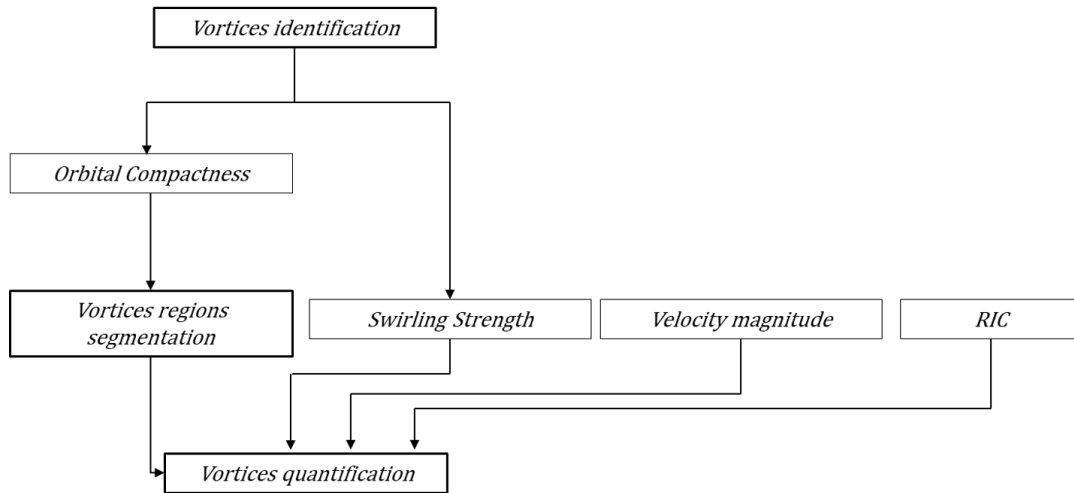 Vortices identification
Orbital Compactness
Vortices regions
segmentation
Swirling Strength
Velocity magnitude
RIC
Vortices quantification